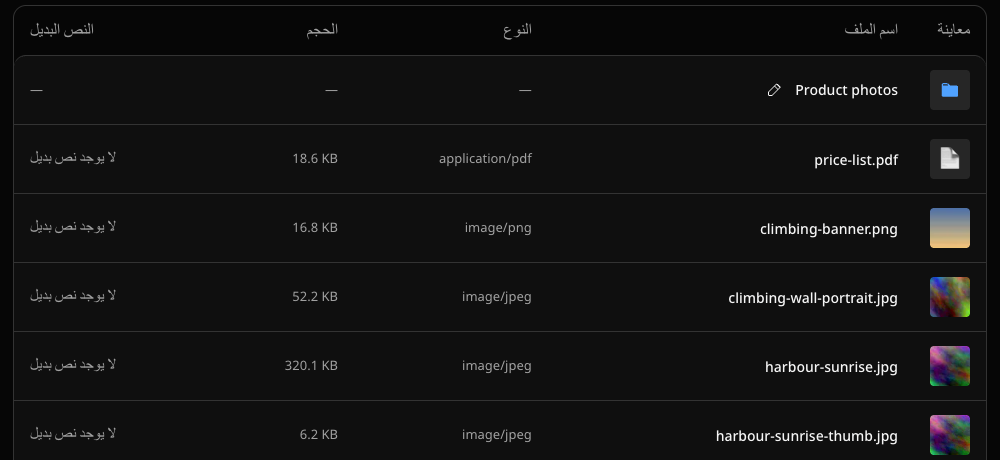 معاينة اسم الملف النوع الحجم النص البديل
Product photos — — —
price-list.pdf application/pdf 18.6 KB لا يوجد نص بديل
climbing-banner.png image/png 16.8 KB لا يوجد نص بديل
climbing-wall-portrait.jpg image/jpeg 52.2 KB لا يوجد نص بديل
harbour-sunrise.jpg image/jpeg 320.1 KB لا يوجد نص بديل
harbour-sunrise-thumb.jpg image/jpeg 6.2 KB لا يوجد نص بديل